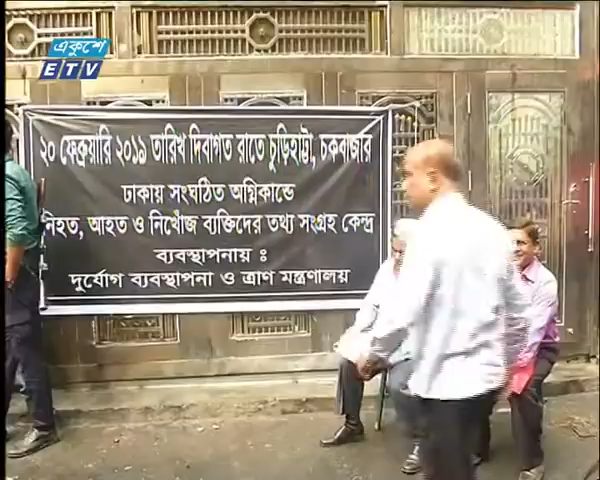 একুশে
ETV
২০ ফেব্রুয়ারি ২০১৯ তারিখ দিবাগত রাতে চুড়িহাট্টা, চকবাজার
ঢাকায় সংঘটিত অগ্নিকান্ডে
নিহত, আহত ও নিখোঁজ ব্যক্তিদের তথ্য সংগ্রহ কেন্দ্র
ব্যবস্থাপনায় :
দুর্যোগ ব্যবস্থাপনা ও ত্রাণ মন্ত্রণালয়